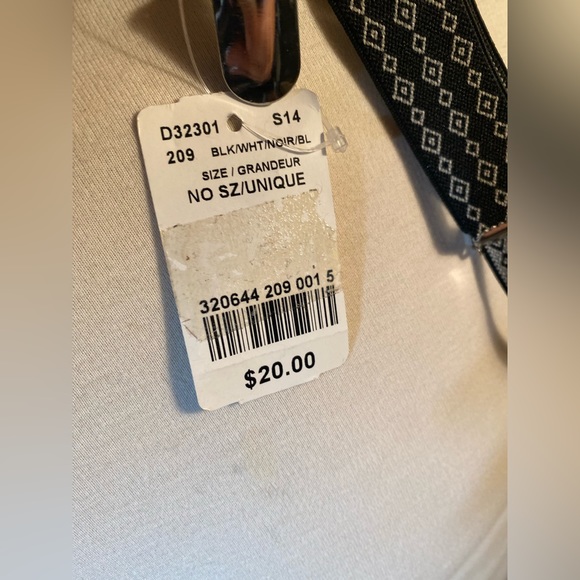 D32301 S14
209 BLK/WHT/NOIR/BL
SIZE / GRANDEUR
NO SZ/UNIQUE
320644 209 001 5
$20.00